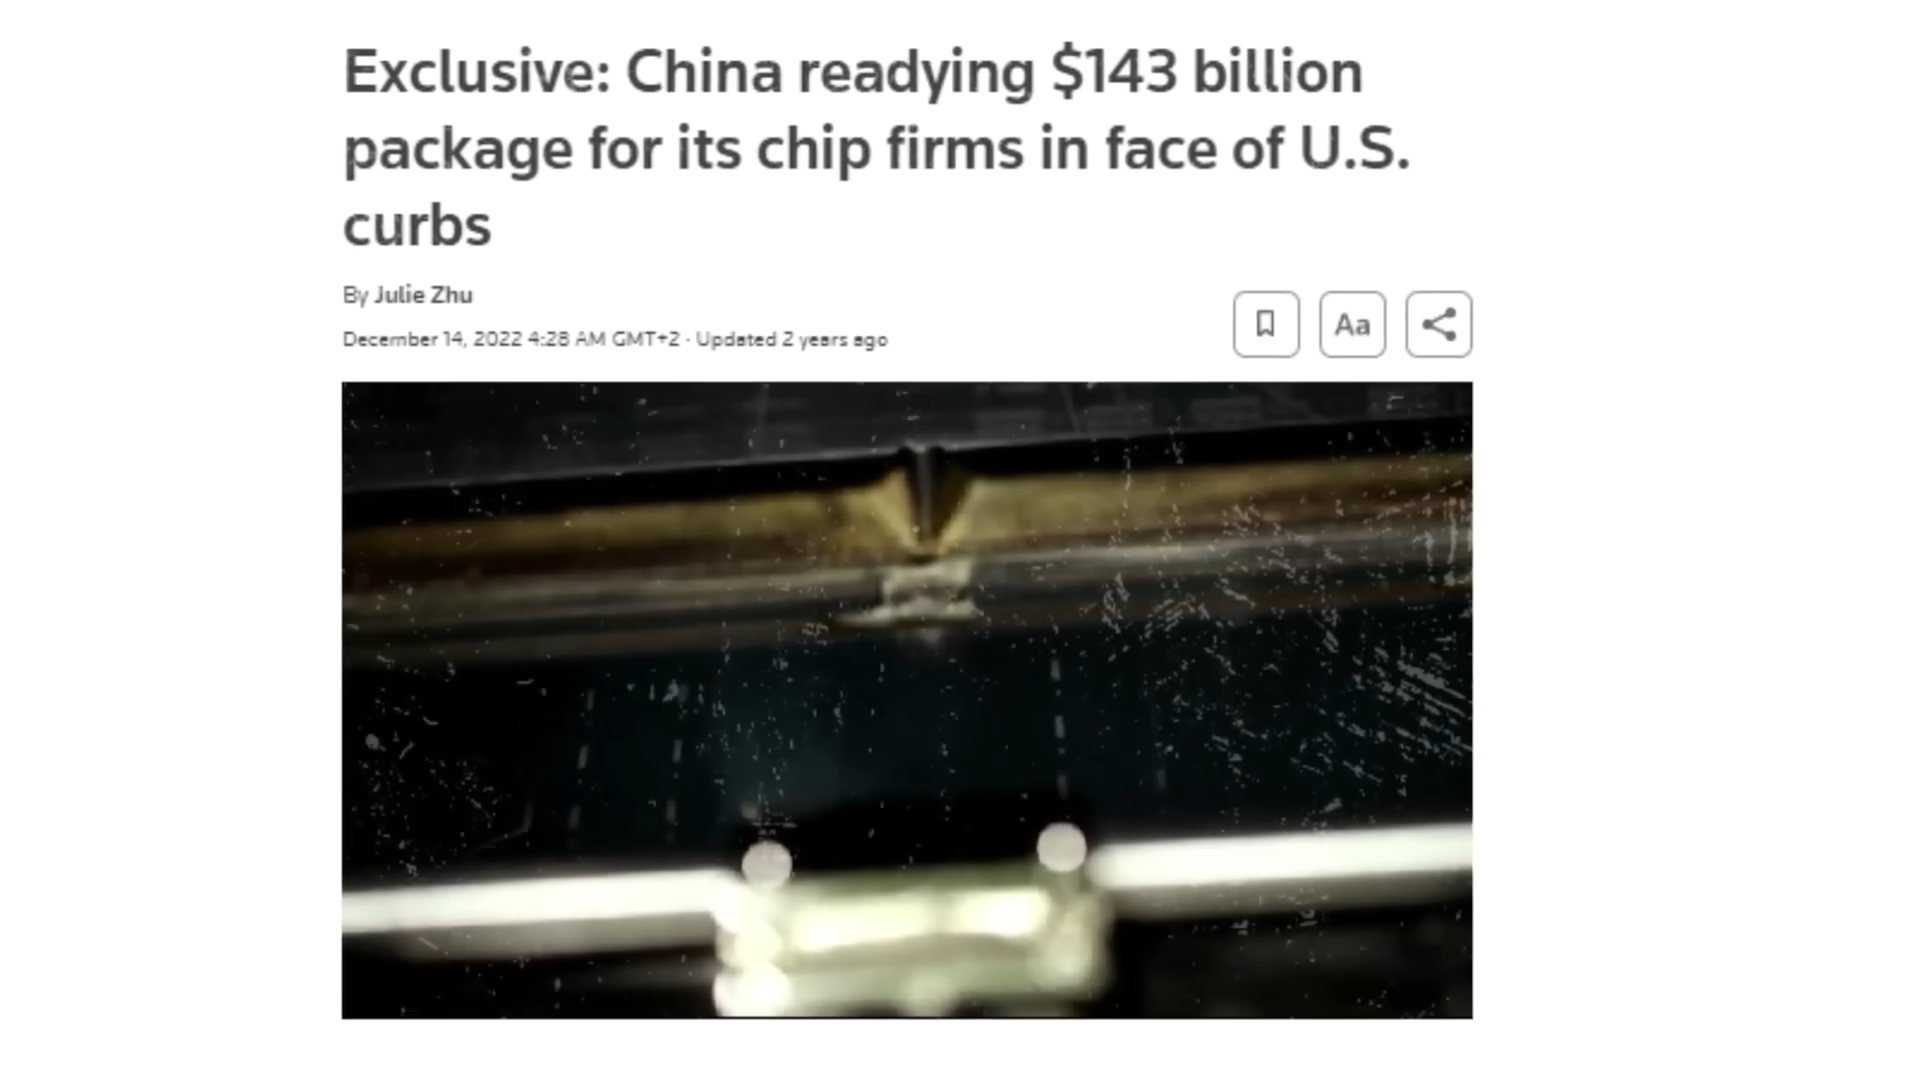 Exclusive: China readying $143 billion
package for its chip firms in face of U.S.
curbs
By Julie Zhu
December 14, 2022 4:28 AM GMT+2 · Updated 2 years ago
Aa